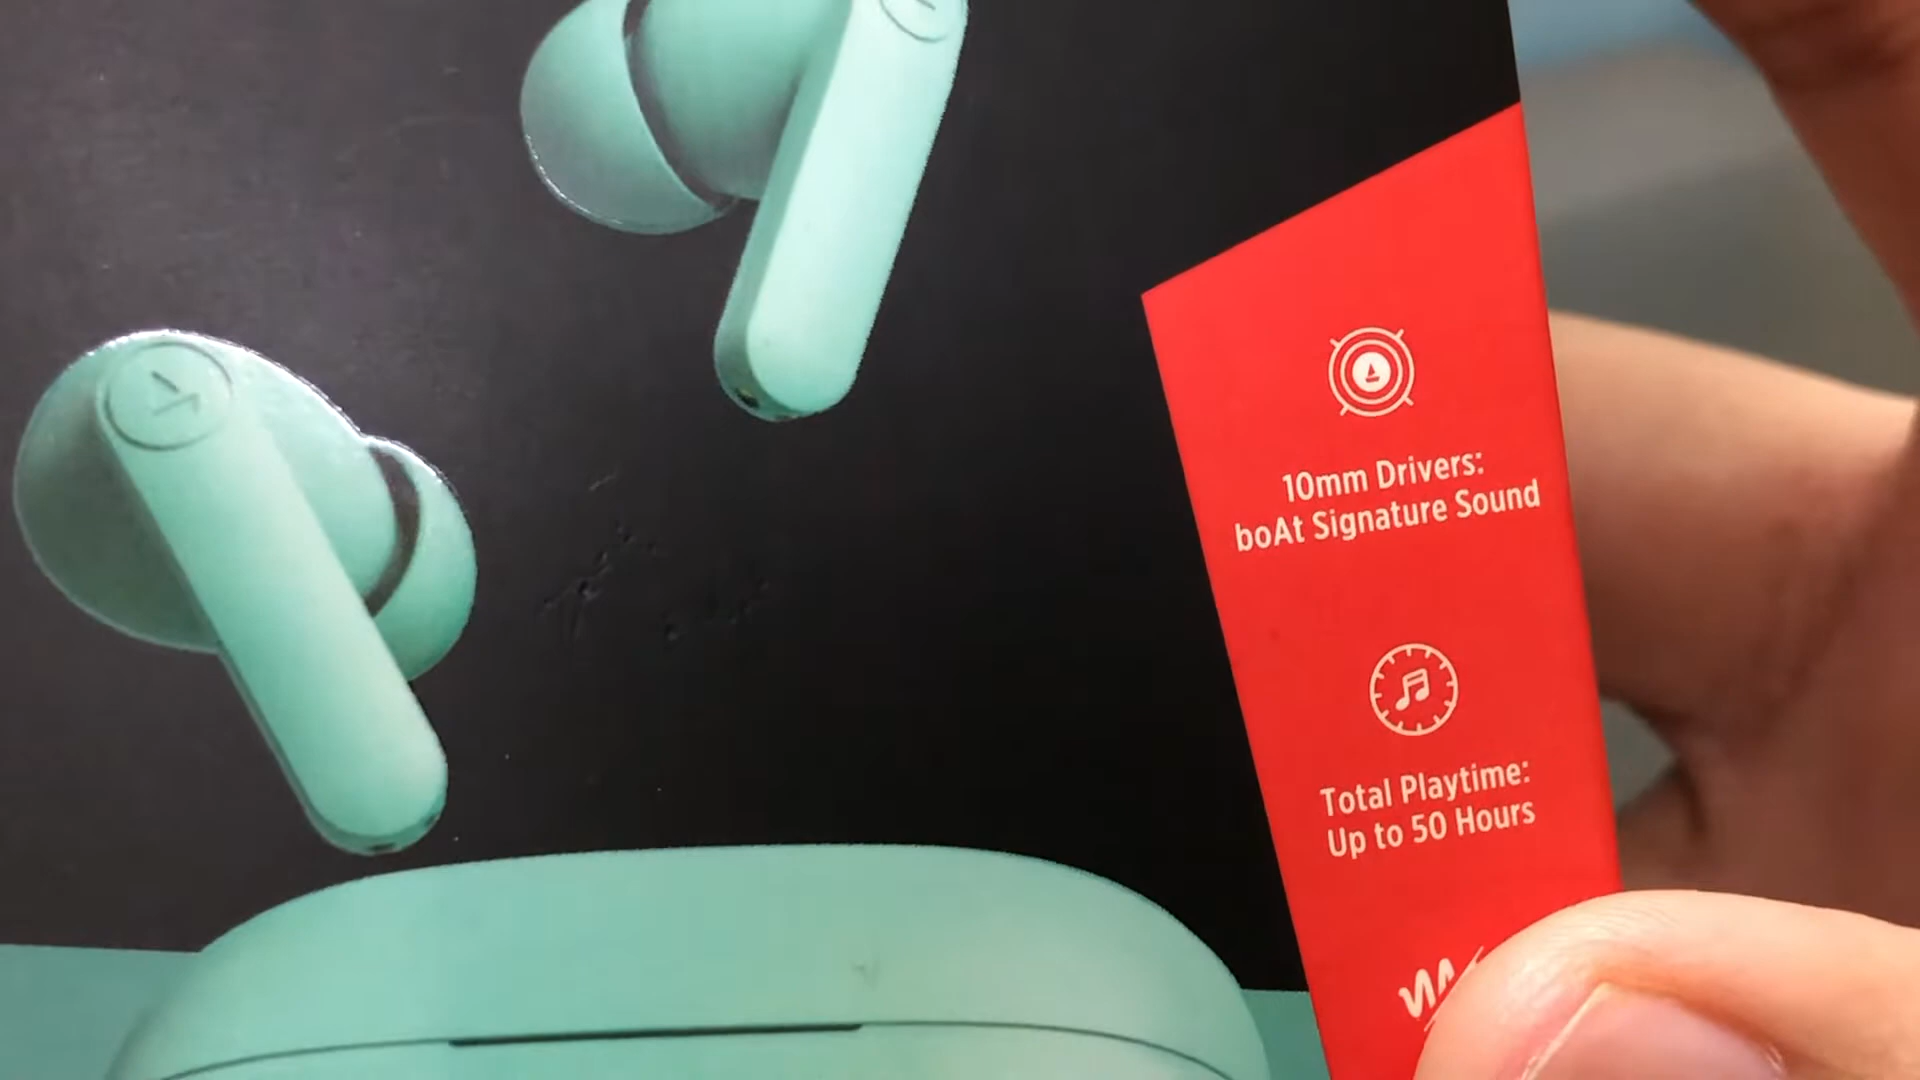 10mm Drivers:
boAt Signature Sound
Total Playtime:
Up to 50 Hours